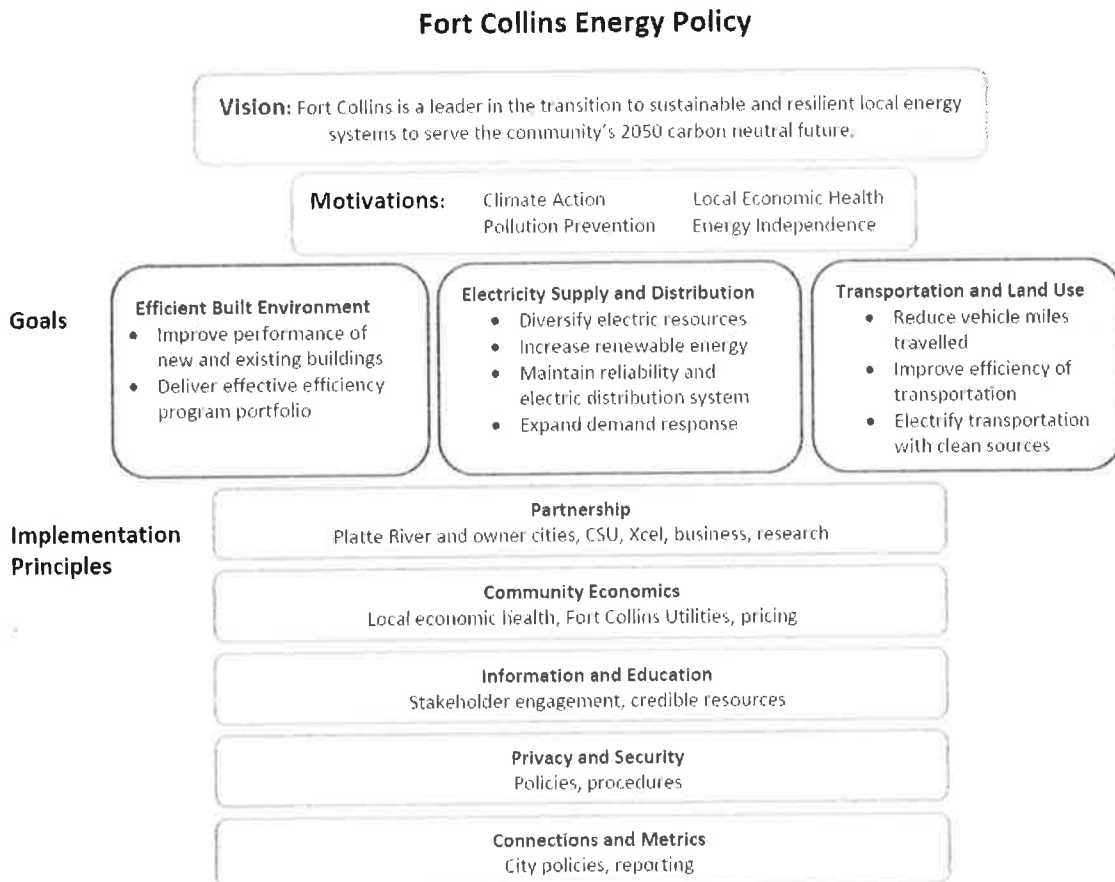 Fort Collins Energy Policy
Vision: Fort Collins is a leader in the transition to sustainable and resilient local energy
systems to serve the community's 2050 carbon neutral future.
Motivations: Climate Action Local Economic Health
Pollution Prevention Energy Independence
Goals
Efficient Built Environment
• Improve performance of
new and existing buildings
• Deliver effective efficiency
program portfolio
Electricity Supply and Distribution
• Diversify electric resources
• Increase renewable energy
• Maintain reliability and
electric distribution system
• Expand demand response
Transportation and Land Use
• Reduce vehicle miles
travelled
• Improve efficiency of
transportation
• Electrify transportation
with clean sources
Implementation
Principles
Partnership
Platte River and owner cities, CSU, Xcel, business, research
Community Economics
Local economic health, Fort Collins Utilities, pricing
Information and Education
Stakeholder engagement, credible resources
Privacy and Security
Policies, procedures
Connections and Metrics
City policies, reporting